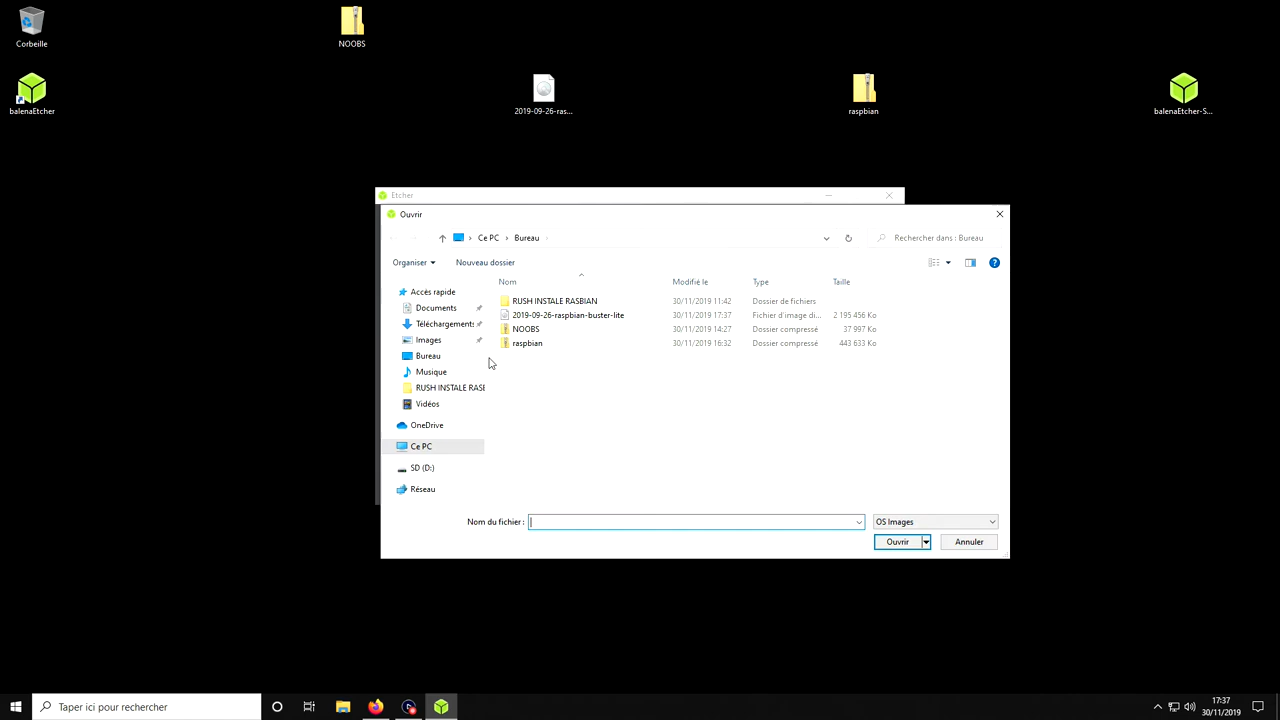 Corbeille
NOOBS
balenaEtcher
2019-09-26-ras...
raspbian
balenaEtcher-S...
Etcher
Ouvrir
Ce PC
Bureau
Rechercher dans : Bureau
Organiser
Nouveau dossier
Nom
Modifié le
Type
Taille
Accès rapide
Documents
Téléchargements
Images
Bureau
Musique
RUSH INSTALE RASE
Vidéos
OneDrive
Ce PC
SD (D:)
Réseau
RUSH INSTALE RASBIAN 30/11/2019 11:42 Dossier de fichiers
2019-09-26-raspbian-buster-lite 30/11/2019 17:37 Fichier d'image di... 2 195 456 Ko
NOOBS 30/11/2019 14:27 Dossier compressé 37 997 Ko
raspbian 30/11/2019 16:32 Dossier compressé 443 633 Ko
Nom du fichier :
OS Images
Ouvrir
Annuler
Taper ici pour rechercher
17:37
30/11/2019